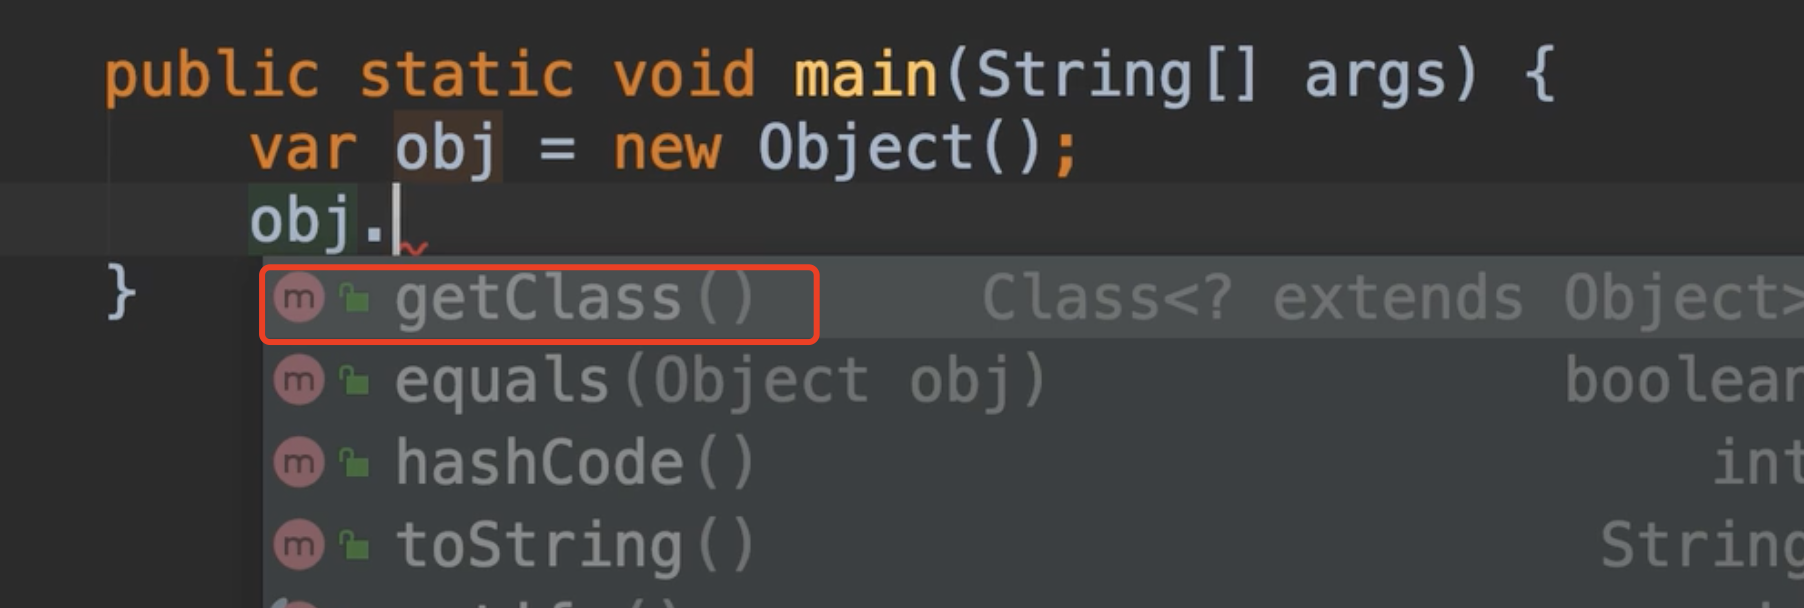 public static void main(String[] args) {
var obj = new Object();
obj.
}
m getClass() Class<? extends Object>
m equals(Object obj) boolean
m hashCode() int
m toString() String